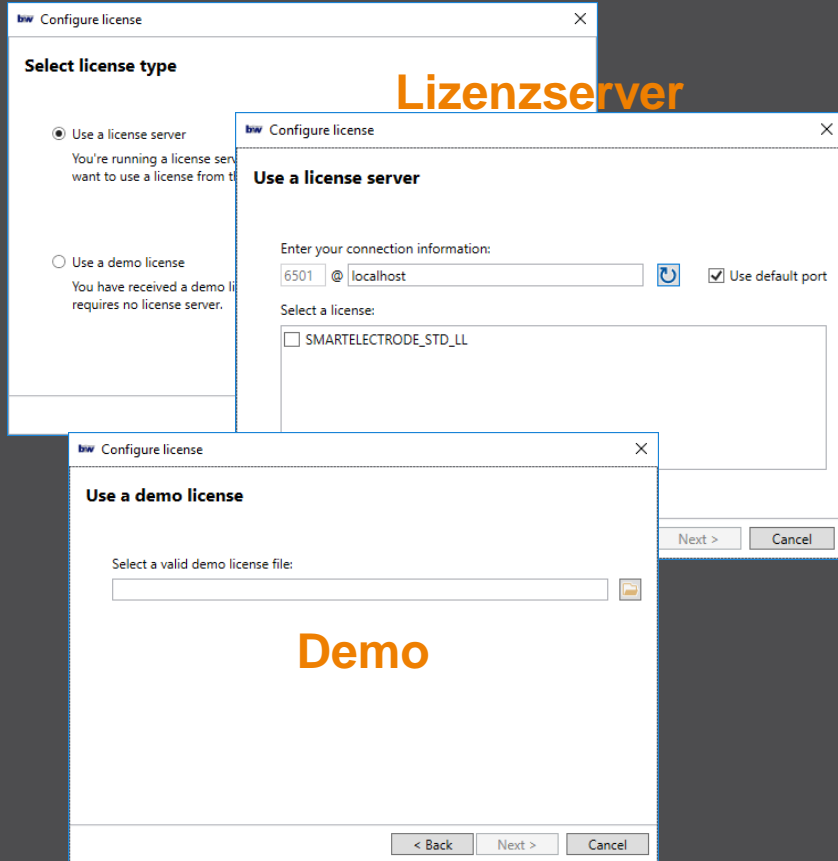 bw Configure license
Select license type
Lizenzserver
Use a license server
You're running a license serv
want to use a license from th
Use a demo license
You have received a demo li
requires no license server.
bw Configure license
Use a license server
Enter your connection information:
6501 @ localhost
Use default port
Select a license:
SMARTELECTRODE_STD_LL
Next > Cancel
bw Configure license
Use a demo license
Select a valid demo license file:
Demo
< Back Next > Cancel